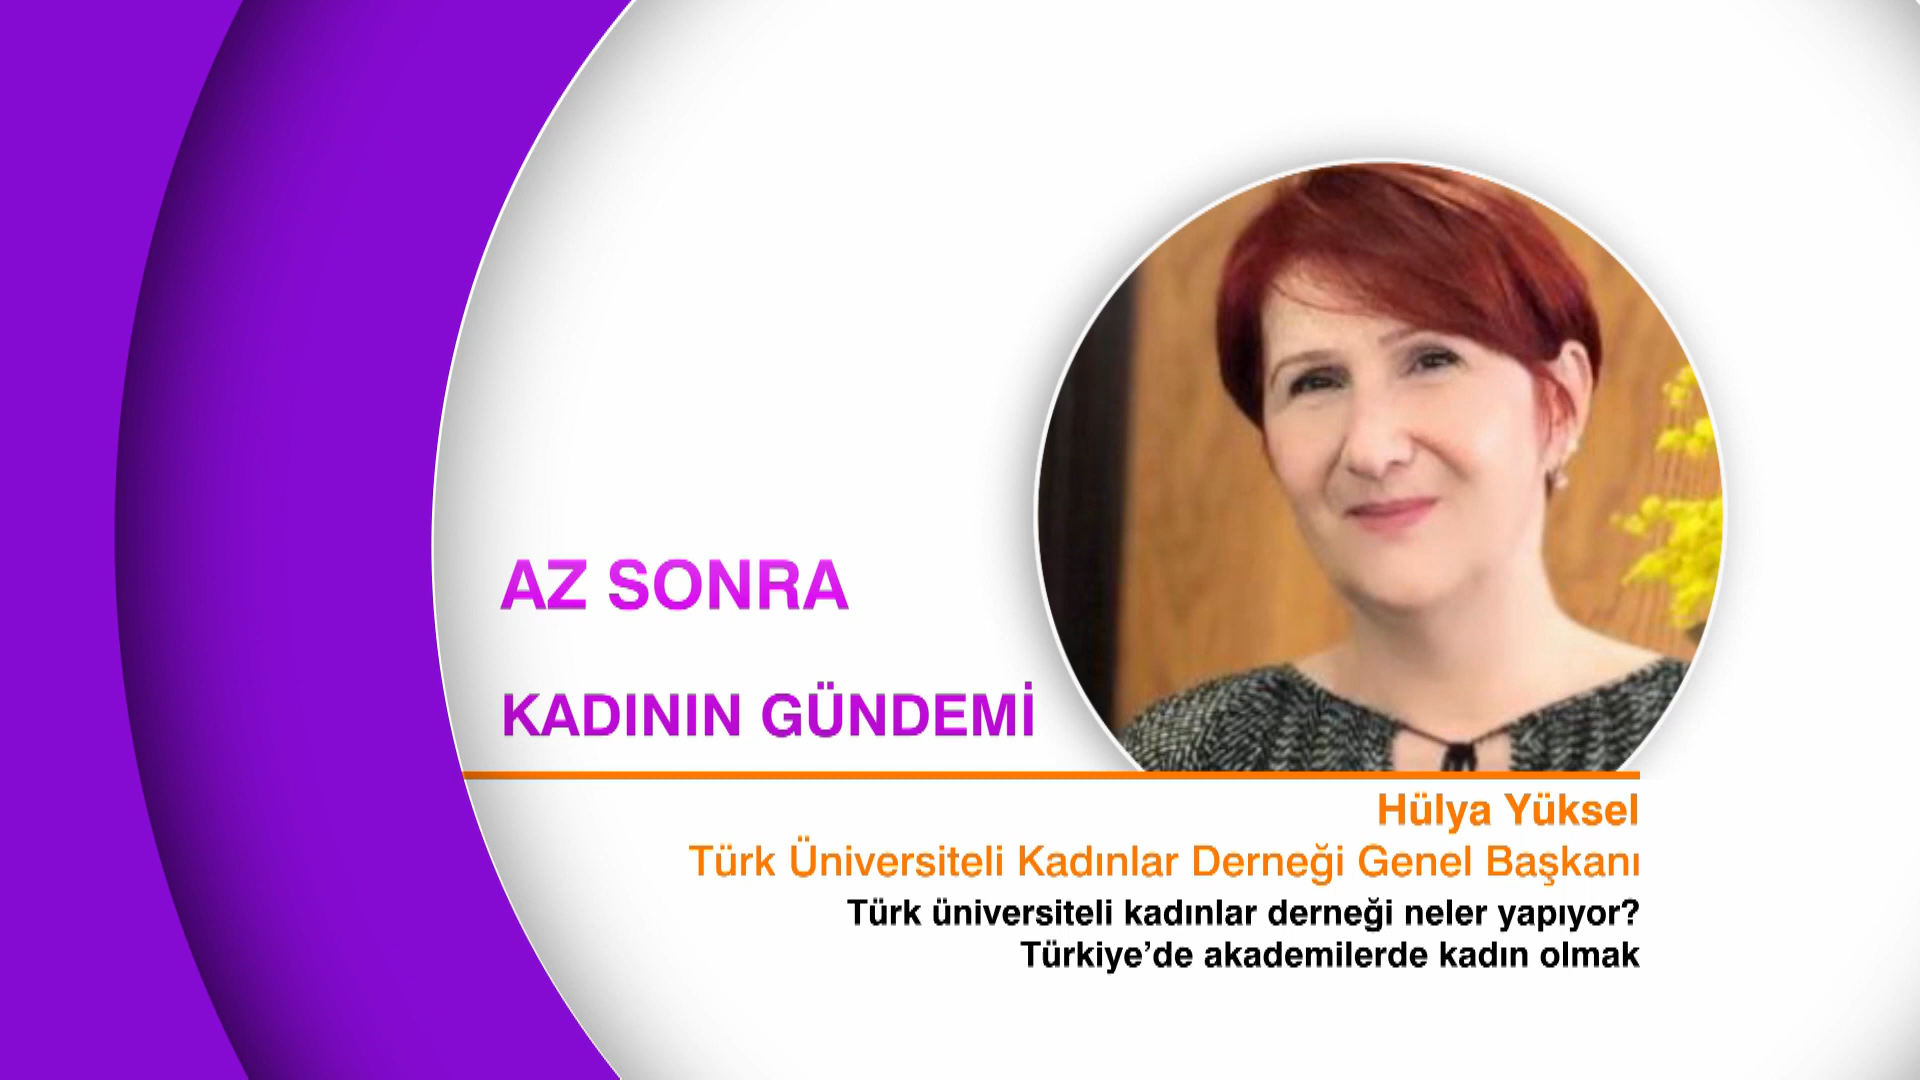 AZ SONRA
KADININ GÜNDEMİ
Hülya Yüksel
Türk Üniversiteli Kadınlar Derneği Genel Başkanı
Türk üniversiteli kadınlar derneği neler yapıyor?
Türkiye’de akademilerde kadın olmak